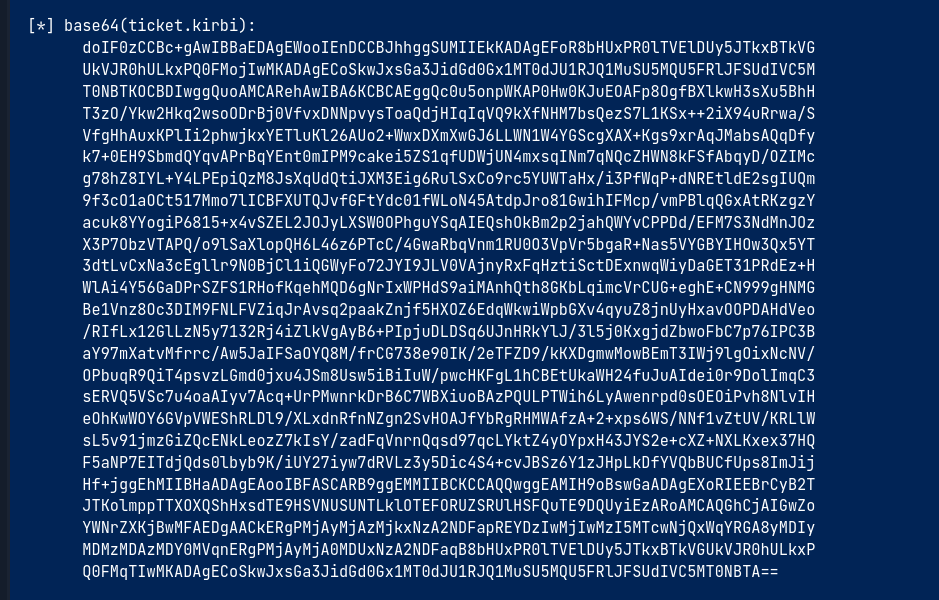 [*] base64(ticket.kirbi):
doIF0zCCBc+gAwIBBaEDAgEWooIEnDCCBJhhggSUMIIEkKADAgEFoR8bHUxPR0lTVElDUy5JTkxBTkVG
UkVJR0hULkxPQ0FMojIwMKADAgECoSkwJxsGa3JidGd0Gx1MT0dJU1RJQ1MuSU5MQU5FRlJFSUdIVC5M
T0NBTKOCBDIwggQuoAMCARehAwIBA6KCBCAEggQc0u5onpWKAP0Hw0KJuEOAFp8OgfBXlkwH3sXu5BhH
T3zO/Ykw2Hkq2wsoODrBj0VfvxDNNpvysToaQdjHIqIqVQ9kXfNHM7bsQezS7L1KSx++2iX94uRrwa/S
VfgHhAuxKPlIi2phwjkxYETluKl26AUo2+WwxDXmXwGJ6LLWN1W4YGScgXAX+Kgs9xrAqJMabsAQqDfy
k7+0EH9SbmdQYqvAPrBqYEnt0mIPM9cakei5ZS1qfUDWjUN4mxsqINm7qNQcZHWN8kFSfAbqyD/OZIMc
g78hZ8IYL+Y4LPEpiQzM8JsXqUdQtiJXM3Eig6RulSxCo9rc5YUWTaHx/i3PfWqP+dNREtldE2sgIUQm
9f3cO1aOCt517Mmo7lICBFXUTQJvfGFtYdc01fWLoN45AtdpJro81GwihIFMcp/vmPBlqQGxAtRKzgzY
acuk8YYogiP6815+x4vSZEL2JOJyLXSW0OPhguYSqAIEQshOkBm2p2jahQWYvCPPDd/EFM7S3NdMnJOz
X3P7ObzVTAPQ/o9lSaXlopQH6L46z6PTcC/4GwaRbqVnm1RU0O3VpVr5bgaR+Nas5VYGBYIHOw3Qx5YT
3dtLvCxNa3cEgllr9N0BjCl1iQGWyFo72JYI9JLV0VAjnyRxFqHztiSctDExnwqWiyDaGET31PRdEz+H
WlAi4Y56GaDPrSZFS1RHofKqehMQD6gNrIxWPHdS9aiMAnhQth8GKbLqimcVrCUG+eghE+CN999gHNMG
Be1Vnz8Oc3DIM9FNLFVZiqJrAvsq2paakZnjf5HXOZ6EdqWkwiWpbGXv4qyuZ8jnUyHxavOOPDAHdVeo
/RIfLx12GlLzN5y7132Rj4iZlkVgAyB6+PIpjuDLDSq6UJnHRkYlJ/3l5j0KxgjdZbwoFbC7p76IPC3B
aY97mXatvMfrrc/Aw5JaIFSaOYQ8M/frCG738e90IK/2eTFZD9/kKXDgmwMowBEmT3IWj9lgOixNcNV/
OPbuqR9QiT4psvzLGmd0jxu4JSm8Usw5iBiIuW/pwcHKFgL1hCBEtUkaWH24fuJuAIdei0r9DolImqC3
sERVQ5VSc7u4oaAIyv7Acq+UrPMwnrkDrB6C7WBXiuoBAzPQULPTWih6LyAwenrpd0sOEOiPvh8NlvIH
eOhKwWOY6GVpVWEShRLDl9/XLxdnRfnNZgn2SvHOAJfYbRgRHMWAfzA+2+xps6WS/NNf1vZtUV/KRLlW
sL5v91jmzGiZQcENkLeozZ7kIsY/zadFqVnrnQqsd97qcLYktZ4yOYpxH43JYS2e+cXZ+NXLKxex37HQ
F5aNP7EITdjQds0lbyb9K/iUY27iyw7dRVLz3y5Dic4S4+cvJBSz6Y1zJHpLkDfYVQbBUCfUps8ImJij
Hf+jggEhMIIBHaADAgEAooIBFASCARB9ggEMMIIBCKCCAQQwggEAMIH9oBswGaADAgEXoRIEEBrCyB2T
JTKolmppTTXOXQShHxsdTE9HSVNUSUNTLklOTEFORUZSRUlHSFQuTE9DQUyiEzARoAMCAQGhCjAIGwZo
YWNrZXKjBwMFAEDgAACkERgPMjAyMjAzMjkxNzA2NDFapREYDzIwMjIwMzI5MTcwNjQxWqYRGA8yMDIy
MDMzMDAzMDY0MVqnERgPMjAyMjA0MDUxNzA2NDFaqB8bHUxPR0lTVElDUy5JTkxBTkVGUkVJR0hULkxP
Q0FMqTIwMKADAgECoSkwJxsGa3JidGd0Gx1MT0dJU1RJQ1MuSU5MQU5FRlJFSUdIVC5MT0NBTA==